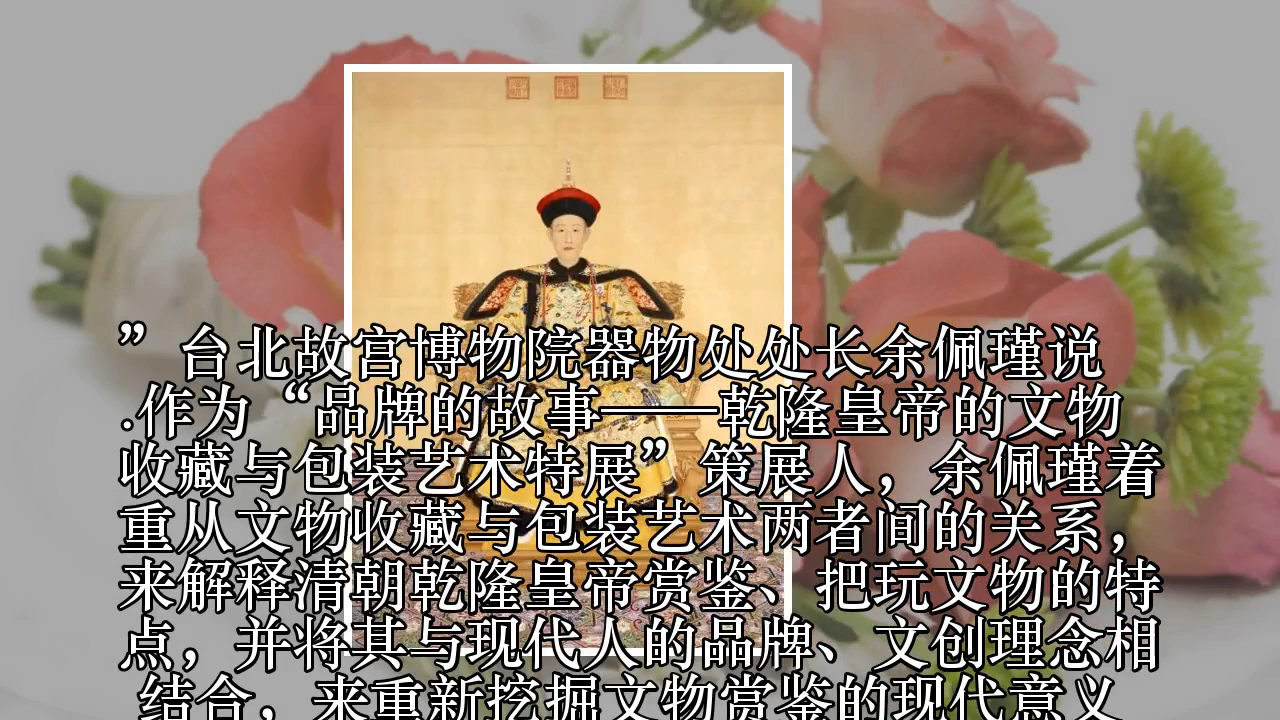 ”台北故宫博物院器物处处长余佩瑾说
.作为“品牌的故事——乾隆皇帝的文物
收藏与包装艺术特展”策展人，余佩瑾着
重从文物收藏与包装艺术两者间的关系，
来解释清朝乾隆皇帝赏鉴、把玩文物的特
点，并将其与现代人的品牌、文创理念相
结合，来重新挖掘文物赏鉴的现代意义